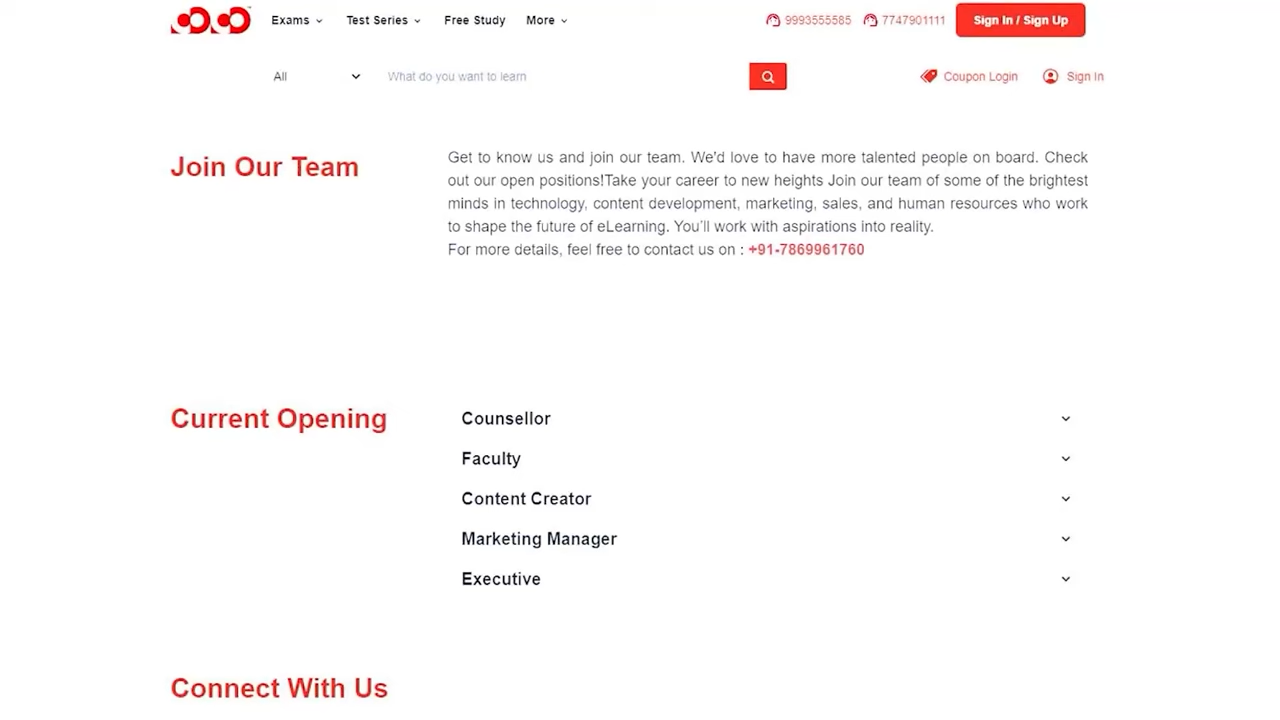 Exams
Test Series
Free Study
More
9993555585
7747901111
Sign In / Sign Up
All
What do you want to learn
Coupon Login
Sign In
Join Our Team
Get to know us and join our team. We'd love to have more talented people on board. Check
out our open positions!Take your career to new heights Join our team of some of the brightest
minds in technology, content development, marketing, sales, and human resources who work
to shape the future of eLearning. You'll work with aspirations into reality.
For more details, feel free to contact us on : +91-7869961760
Current Opening
Counsellor
Faculty
Content Creator
Marketing Manager
Executive
Connect With Us